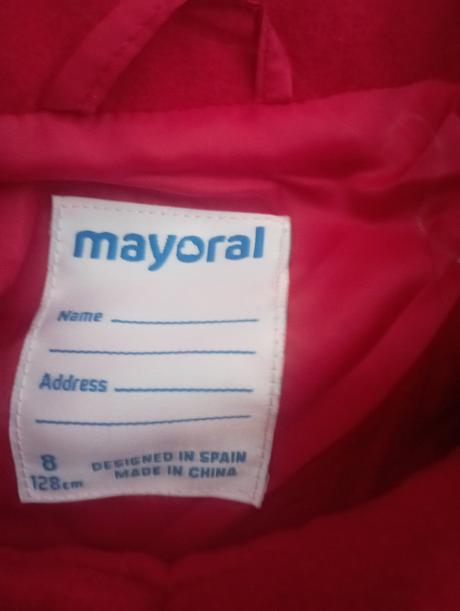 mayoral
Name
Address
8
128cm
DESIGNED IN SPAIN
MADE IN CHINA